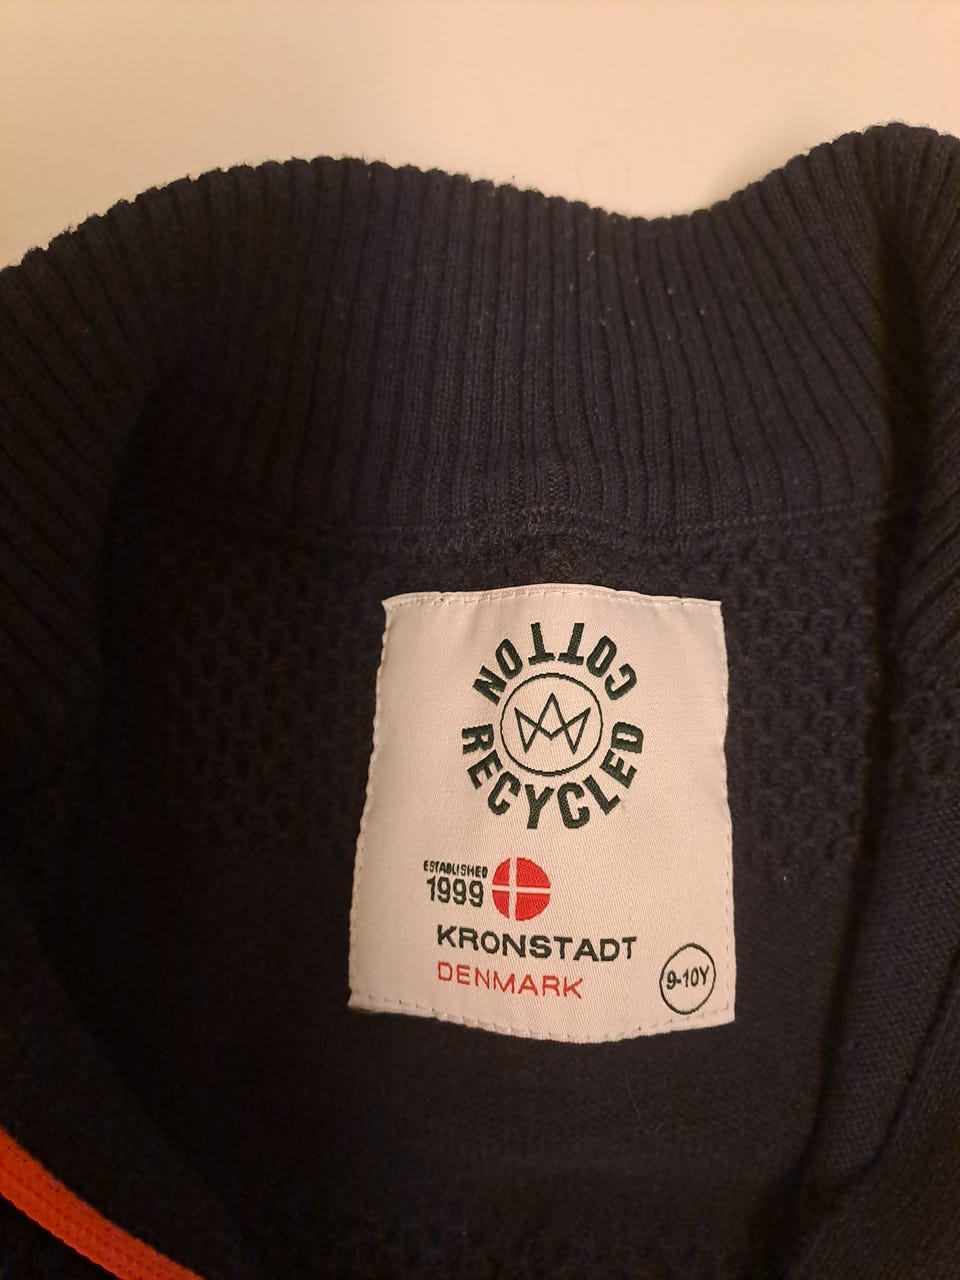 RECYCLED
COTTON
ESTABLISHED
1999
KRONSTADT
DENMARK
9-10Y